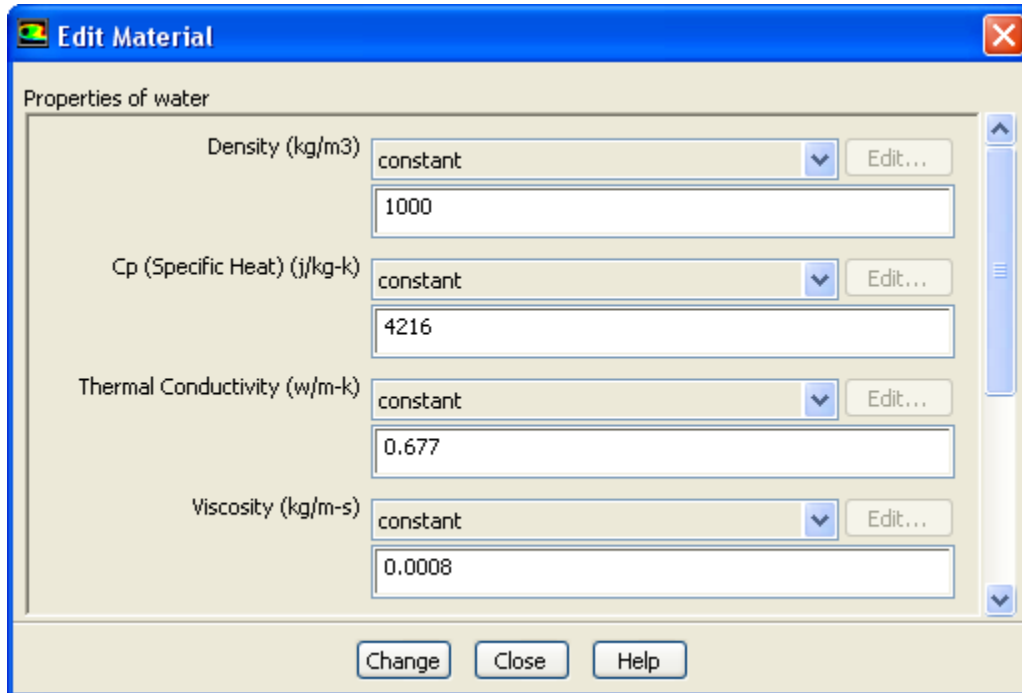 Edit Material
Properties of water
Density (kg/m3) constant Edit...
1000
Cp (Specific Heat) (j/kg-k) constant Edit...
4216
Thermal Conductivity (w/m-k) constant Edit...
0.677
Viscosity (kg/m-s) constant Edit...
0.0008
Change Close Help